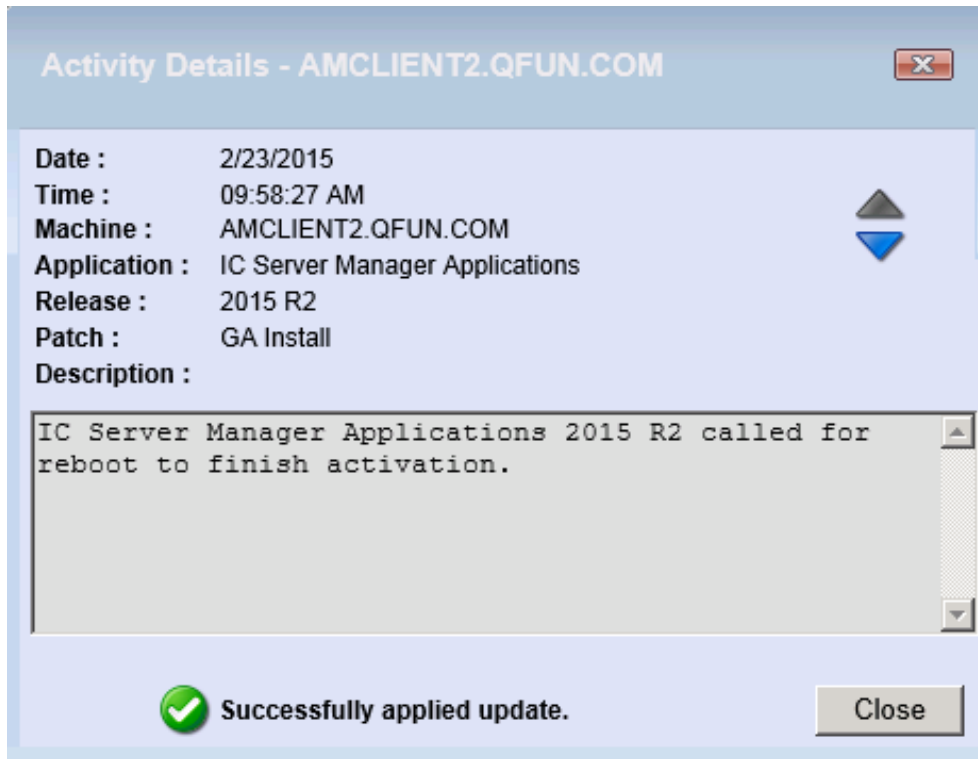 Activity Details - AMCLIENT2.QFUN.COM
Date : 2/23/2015
Time : 09:58:27 AM
Machine : AMCLIENT2.QFUN.COM
Application : IC Server Manager Applications
Release : 2015 R2
Patch : GA Install
Description :
IC Server Manager Applications 2015 R2 called for
reboot to finish activation.
Successfully applied update.
Close